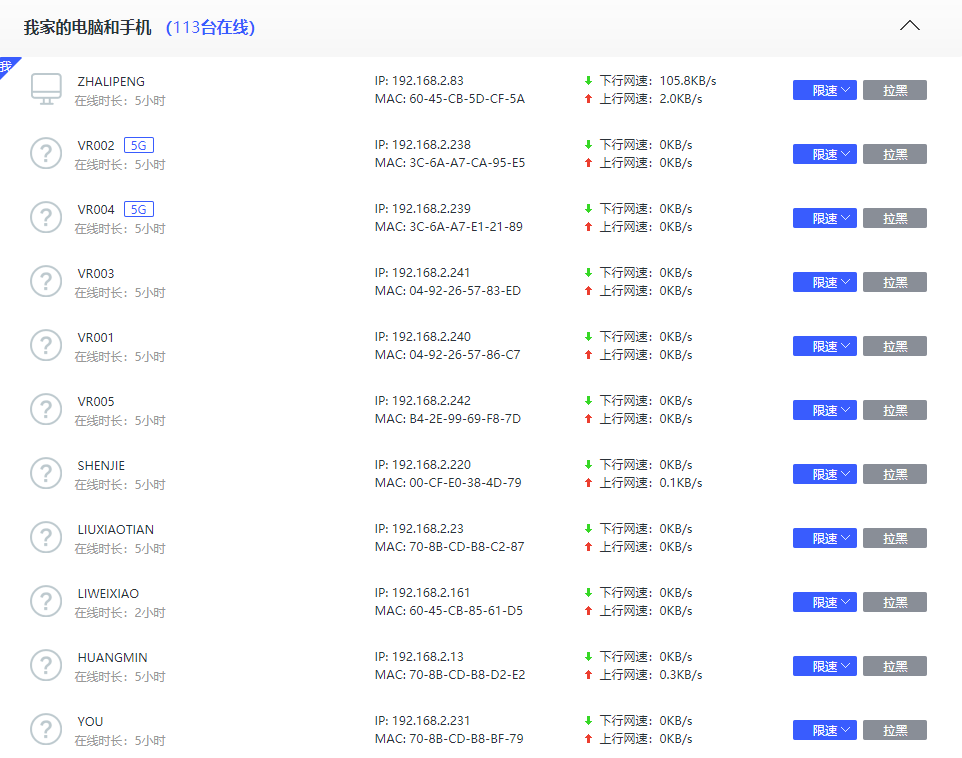 我家的电脑和手机 (113台在线)
我
ZHALIPENG
在线时长：5小时
IP: 192.168.2.83
MAC: 60-45-CB-5D-CF-5A
下行网速：105.8KB/s
上行网速：2.0KB/s
限速 拉黑
VR002 5G
在线时长：5小时
IP: 192.168.2.238
MAC: 3C-6A-A7-CA-95-E5
下行网速：0KB/s
上行网速：0KB/s
限速 拉黑
VR004 5G
在线时长：5小时
IP: 192.168.2.239
MAC: 3C-6A-A7-E1-21-89
下行网速：0KB/s
上行网速：0KB/s
限速 拉黑
VR003
在线时长：5小时
IP: 192.168.2.241
MAC: 04-92-26-57-83-ED
下行网速：0KB/s
上行网速：0KB/s
限速 拉黑
VR001
在线时长：5小时
IP: 192.168.2.240
MAC: 04-92-26-57-86-C7
下行网速：0KB/s
上行网速：0KB/s
限速 拉黑
VR005
在线时长：5小时
IP: 192.168.2.242
MAC: B4-2E-99-69-F8-7D
下行网速：0KB/s
上行网速：0KB/s
限速 拉黑
SHENJIE
在线时长：5小时
IP: 192.168.2.220
MAC: 00-CF-E0-38-4D-79
下行网速：0KB/s
上行网速：0.1KB/s
限速 拉黑
LIUXIAOTIAN
在线时长：5小时
IP: 192.168.2.23
MAC: 70-8B-CD-B8-C2-87
下行网速：0KB/s
上行网速：0KB/s
限速 拉黑
LIWEIXIAO
在线时长：2小时
IP: 192.168.2.161
MAC: 60-45-CB-85-61-D5
下行网速：0KB/s
上行网速：0KB/s
限速 拉黑
HUANGMIN
在线时长：5小时
IP: 192.168.2.13
MAC: 70-8B-CD-B8-D2-E2
下行网速：0KB/s
上行网速：0.3KB/s
限速 拉黑
YOU
在线时长：5小时
IP: 192.168.2.231
MAC: 70-8B-CD-B8-BF-79
下行网速：0KB/s
上行网速：0KB/s
限速 拉黑